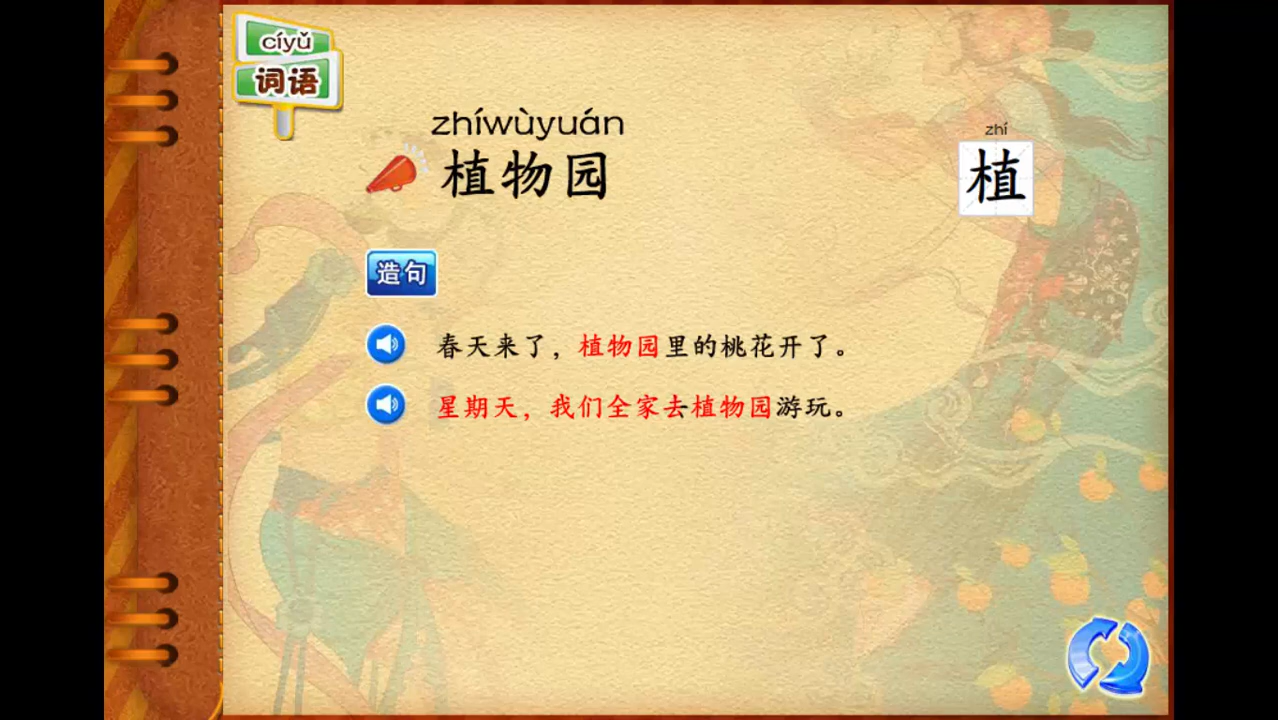 cíyǔ
词语
zhíwùyuán
植物园
zhí
植
造句
春天来了，植物园里的桃花开了。
星期天，我们全家去植物园游玩。